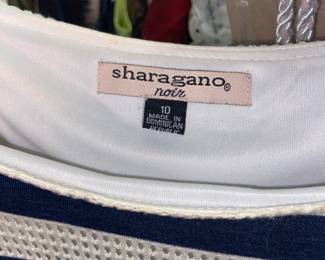 sharagano®
noir
10
MADE IN
DOMINICAN
REPUBLIC